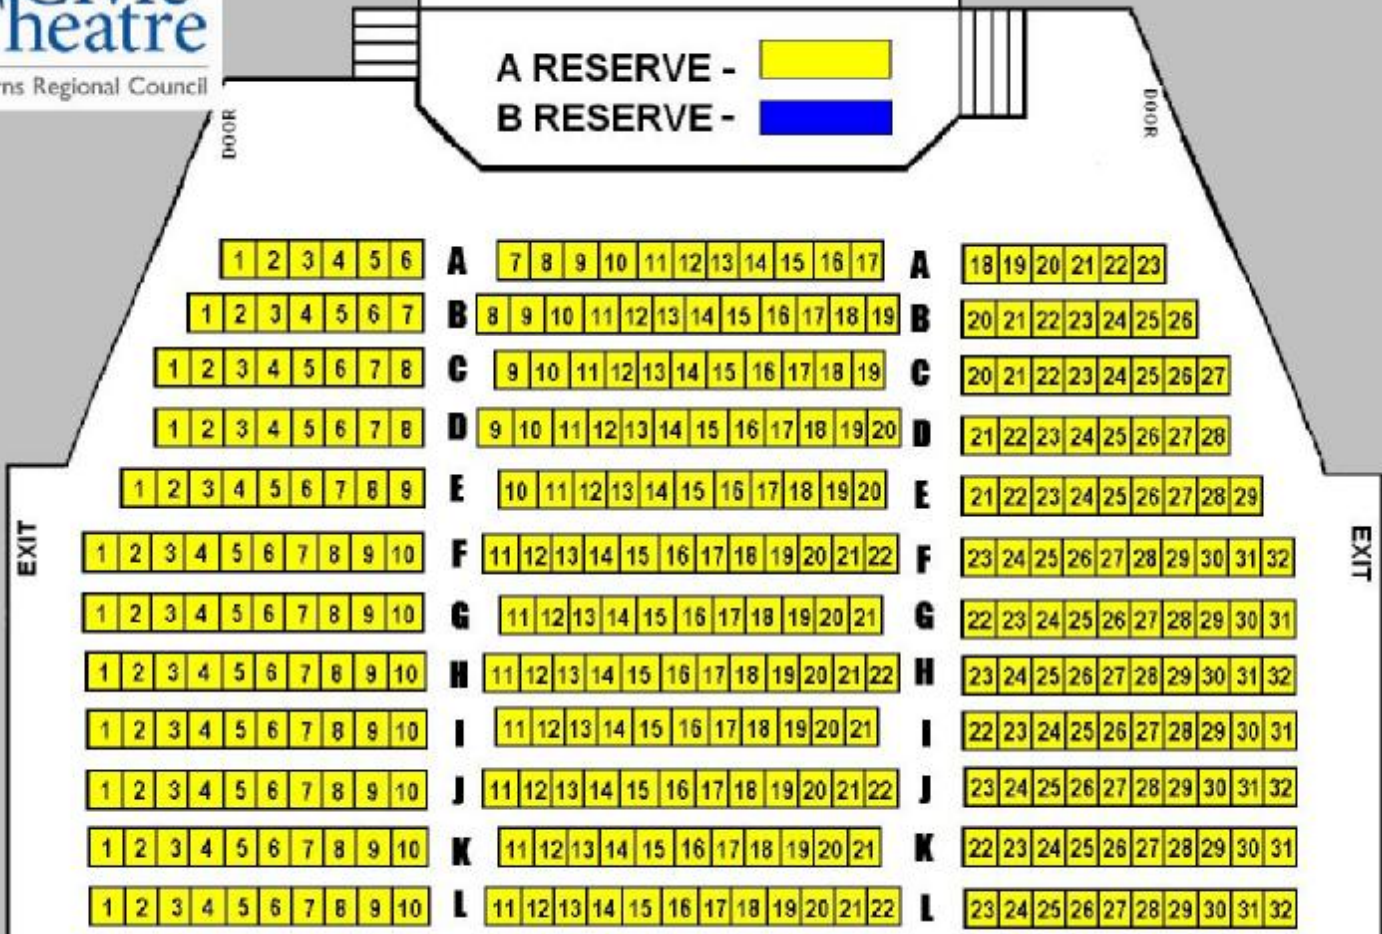 heatre
Regional Council
A RESERVE -
B RESERVE -
DOOR
DOOR
1 2 3 4 5 6 A 7 8 9 10 11 12 13 14 15 16 17 A 18 19 20 21 22 23
1 2 3 4 5 6 7 B 8 9 10 11 12 13 14 15 16 17 18 19 B 20 21 22 23 24 25 26
1 2 3 4 5 6 7 8 C 9 10 11 12 13 14 15 16 17 18 19 C 20 21 22 23 24 25 26 27
1 2 3 4 5 6 7 8 D 9 10 11 12 13 14 15 16 17 18 19 20 D 21 22 23 24 25 26 27 28
1 2 3 4 5 6 7 8 9 E 10 11 12 13 14 15 16 17 18 19 20 E 21 22 23 24 25 26 27 28 29
EXIT
EXIT
1 2 3 4 5 6 7 8 9 10 F 11 12 13 14 15 16 17 18 19 20 21 22 F 23 24 25 26 27 28 29 30 31 32
1 2 3 4 5 6 7 8 9 10 G 11 12 13 14 15 16 17 18 19 20 21 G 22 23 24 25 26 27 28 29 30 31
1 2 3 4 5 6 7 8 9 10 H 11 12 13 14 15 16 17 18 19 20 21 22 H 23 24 25 26 27 28 29 30 31 32
1 2 3 4 5 6 7 8 9 10 I 11 12 13 14 15 16 17 18 19 20 21 I 22 23 24 25 26 27 28 29 30 31
1 2 3 4 5 6 7 8 9 10 J 11 12 13 14 15 16 17 18 19 20 21 22 J 23 24 25 26 27 28 29 30 31 32
1 2 3 4 5 6 7 8 9 10 K 11 12 13 14 15 16 17 18 19 20 21 K 22 23 24 25 26 27 28 29 30 31
1 2 3 4 5 6 7 8 9 10 L 11 12 13 14 15 16 17 18 19 20 21 22 L 23 24 25 26 27 28 29 30 31 32